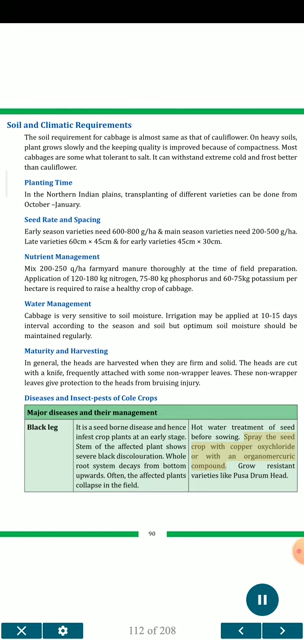 Soil and Climatic Requirements
The soil requirement for cabbage is almost same as that of cauliflower. On heavy soils,
plant grows slowly and the keeping quality is improved because of compactness. Most
cabbages are some what tolerant to salt. It can withstand extreme cold and frost better
than cauliflower.
Planting Time
In the Northern Indian plains, transplanting of different varieties can be done from
October –January.
Seed Rate and Spacing
Early season varieties need 600-800 g/ha & main season varieties need 200-500 g/ha.
Late varieties 60cm × 45cm & for early varieties 45cm × 30cm.
Nutrient Management
Mix 200-250 q/ha farmyard manure thoroughly at the time of field preparation.
Application of 120-180 kg nitrogen, 75-80 kg phosphorus and 60-75kg potassium per
hectare is required to raise a healthy crop of cabbage.
Water Management
Cabbage is very sensitive to soil moisture. Irrigation may be applied at 10-15 days
interval according to the season and soil but optimum soil moisture should be
maintained regularly.
Maturity and Harvesting
In general, the heads are harvested when they are firm and solid. The heads are cut
with a knife, frequently attached with some non-wrapper leaves. These non-wrapper
leaves give protection to the heads from bruising injury.
Diseases and Insect-pests of Cole Crops
Major diseases and their management
Black leg
It is a seed borne disease and hence
infest crop plants at an early stage.
Stem of the affected plant shows
severe black discolouration. Whole
root system decays from bottom
upwards. Often, the affected plants
collapse in the field.
Hot water treatment of seed
before sowing. Spray the seed
crop with copper oxychloride
or with an organomercuric
compound. Grow resistant
varieties like Pusa Drum Head.
90
112 of 208